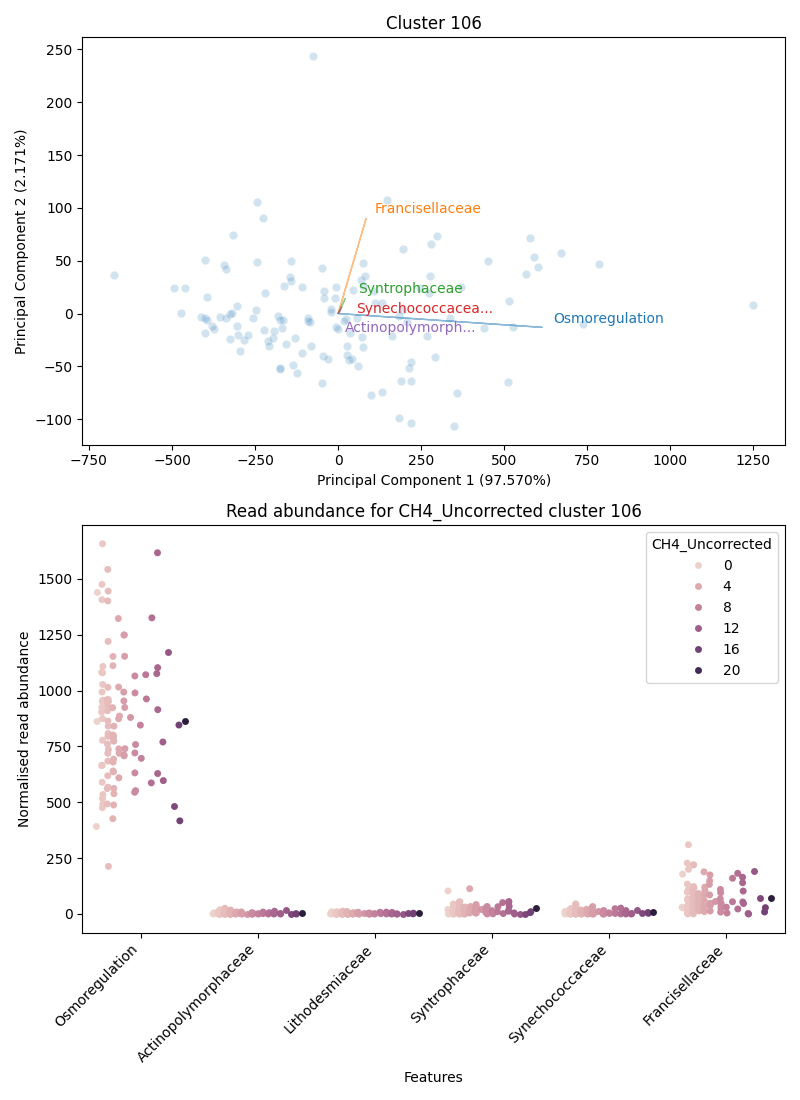 Cluster 106
250
200
150
100
50
0
−50
−100
Principal Component 2 (2.171%)
Francisellaceae
Syntrophaceae
Synechococcacea...
Actinopolymorph...
Osmoregulation
−750
−500
−250
0
250
500
750
1000
1250
Principal Component 1 (97.570%)
Read abundance for CH4_Uncorrected cluster 106
1500
1250
1000
750
500
250
0
Normalised read abundance
CH4_Uncorrected
0
4
8
12
16
20
Osmoregulation
Actinopolymorphaceae
Lithodesmiaceae
Syntrophaceae
Synechococcaceae
Francisellaceae
Features